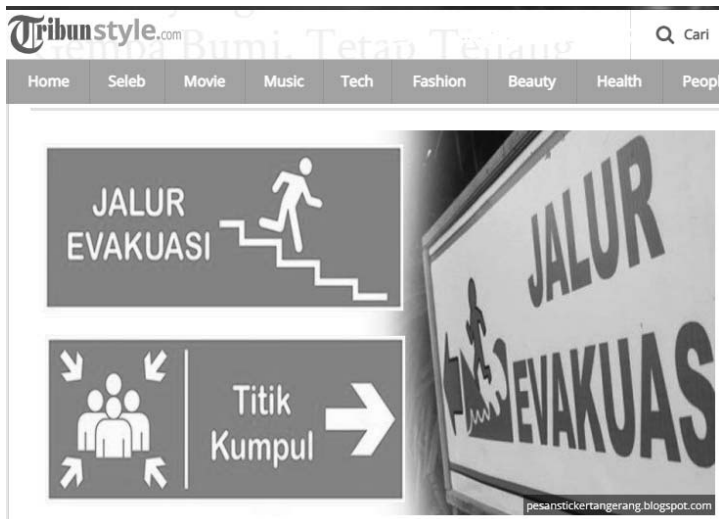 Tribunstyle.com
Cari
Gempa Bumi, Tetap Tenang
Home Seleb Movie Music Tech Fashion Beauty Health Peopl
JALUR
EVAKUASI
JALUR
EVAKUAS
Titik
Kumpul
pesanstickertangerang.blogspot.com